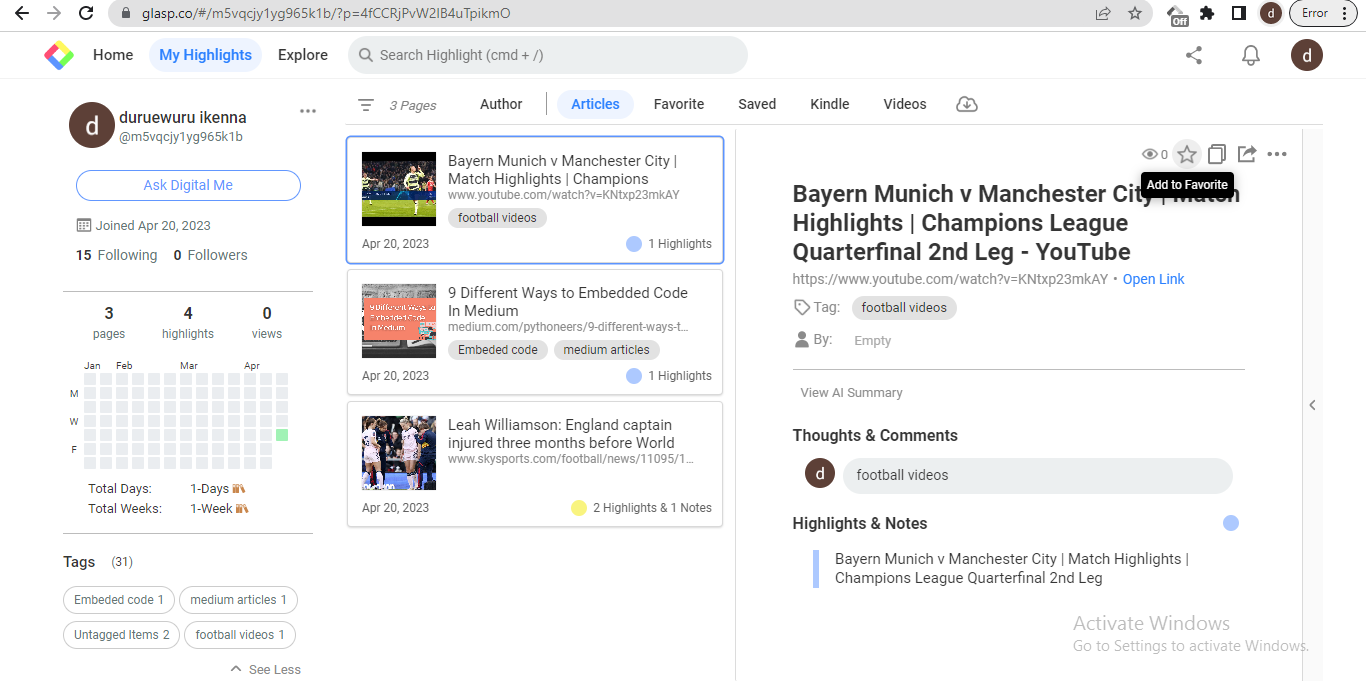 glasp.co/#/m5vqcjy1yg965k1b/?p=4fCCRjPvW2IB4uTpikmO
Off
d
Error
Home
My Highlights
Explore
Search Highlight (cmd + /)
d
d
duruewuru ikenna
@m5vqcjy1yg965k1b
Ask Digital Me
Joined Apr 20, 2023
15 Following 0 Followers
3 4 0
pages highlights views
Jan Feb Mar Apr
M
W
F
Total Days: 1-Days
Total Weeks: 1-Week
Tags (31)
Embeded code 1 medium articles 1
Untagged Items 2 football videos 1
See Less
3 Pages
Author
Articles
Favorite
Saved
Kindle
Videos
Bayern Munich v Manchester City |
Match Highlights | Champions
www.youtube.com/watch?v=KNtxp23mkAY
football videos
Apr 20, 2023 1 Highlights
9 Different Ways to Embedded Code
In Medium
medium.com/pythoneers/9-different-ways-t...
Embeded code medium articles
9 Different Ways to
Embedded Code
In Medium
Apr 20, 2023 1 Highlights
Leah Williamson: England captain
injured three months before World
www.skysports.com/football/news/11095/1...
Apr 20, 2023 2 Highlights & 1 Notes
0
Add to Favorite
Bayern Munich v Manchester City | Match
Highlights | Champions League
Quarterfinal 2nd Leg - YouTube
https://www.youtube.com/watch?v=KNtxp23mkAY • Open Link
Tag: football videos
By: Empty
View AI Summary
Thoughts & Comments
d
football videos
Highlights & Notes
Bayern Munich v Manchester City | Match Highlights |
Champions League Quarterfinal 2nd Leg
Activate Windows
Go to Settings to activate Windows.